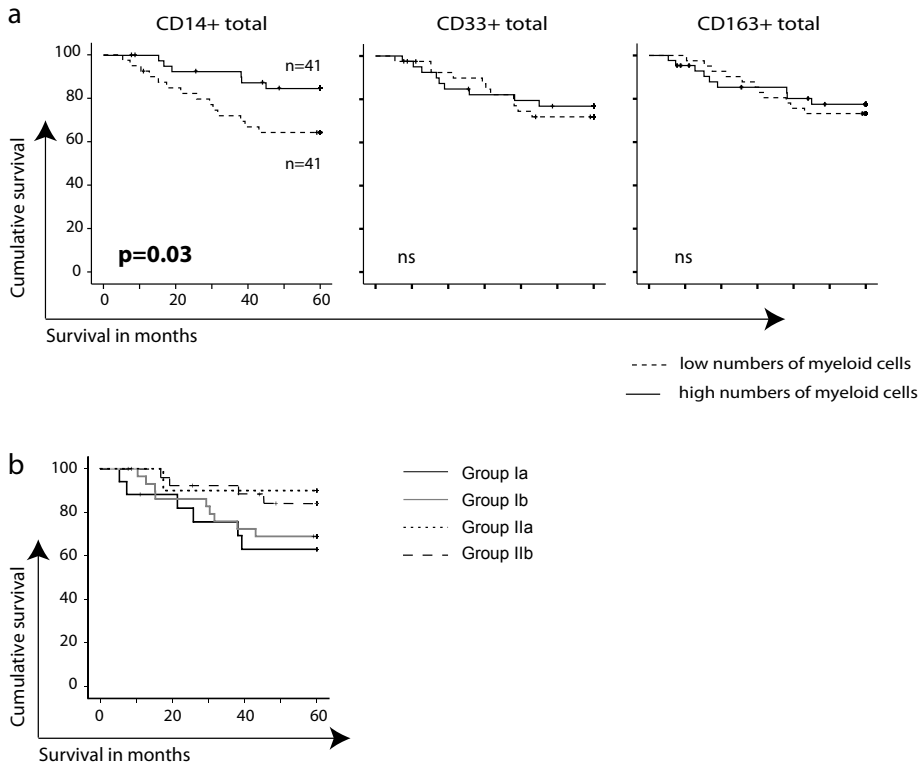 a
CD14+ total
CD33+ total
CD163+ total
Cumulative survival
100
80
60
40
20
0
n=41
n=41
p=0.03
ns
ns
0
20
40
60
Survival in months
low numbers of myeloid cells
high numbers of myeloid cells
b
Cumulative survival
100
80
60
40
20
0
0
20
40
60
Survival in months
Group Ia
Group Ib
Group IIa
Group IIb